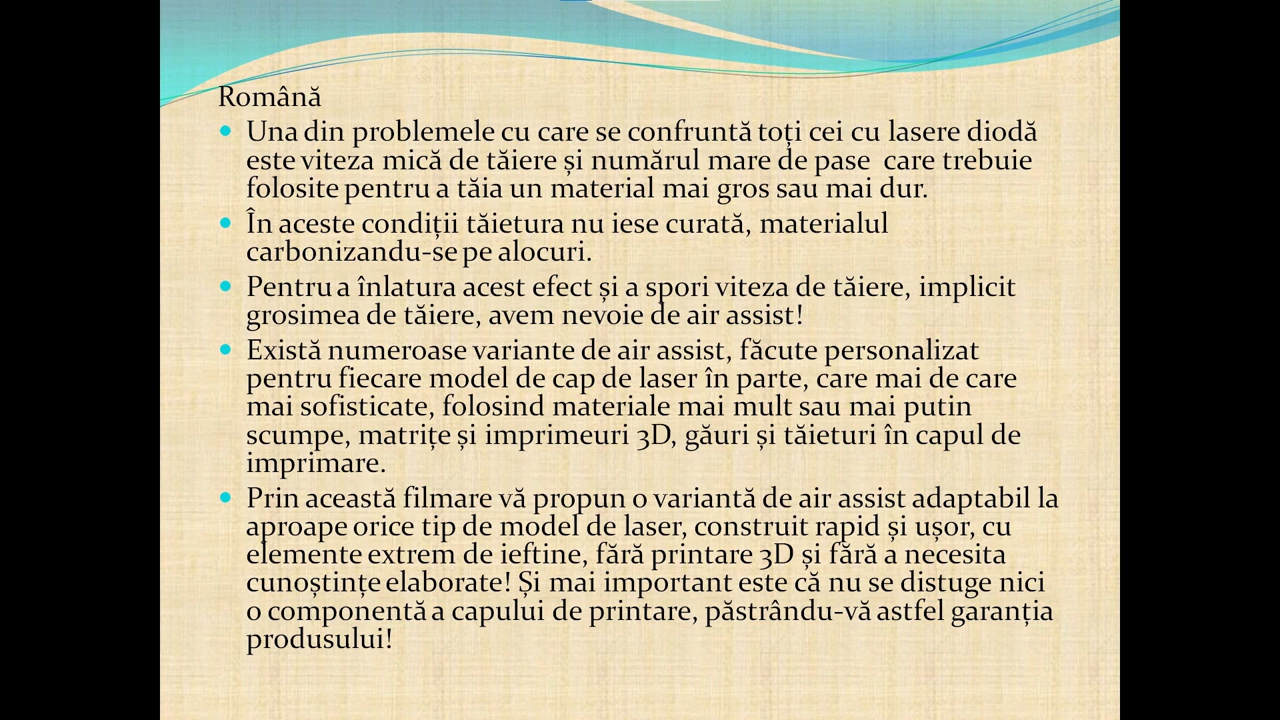 Română
Una din problemele cu care se confruntă toți cei cu lasere diodă
este viteza mică de tăiere și numărul mare de pase  care trebuie
folosite pentru a tăia un material mai gros sau mai dur.
În aceste condiții tăietura nu iese curată, materialul
carbonizandu-se pe alocuri.
Pentru a înlatura acest efect și a spori viteza de tăiere, implicit
grosimea de tăiere, avem nevoie de air assist!
Există numeroase variante de air assist, făcute personalizat
pentru fiecare model de cap de laser în parte, care mai de care
mai sofisticate, folosind materiale mai mult sau mai putin
scumpe, matrițe și imprimeuri 3D, găuri și tăieturi în capul de
imprimare.
Prin această filmare vă propun o variantă de air assist adaptabil la
aproape orice tip de model de laser, construit rapid și ușor, cu
elemente extrem de ieftine, fără printare 3D și fără a necesita
cunoștințe elaborate! Și mai important este că nu se distuge nici
o componentă a capului de printare, păstrându-vă astfel garanția
produsului!